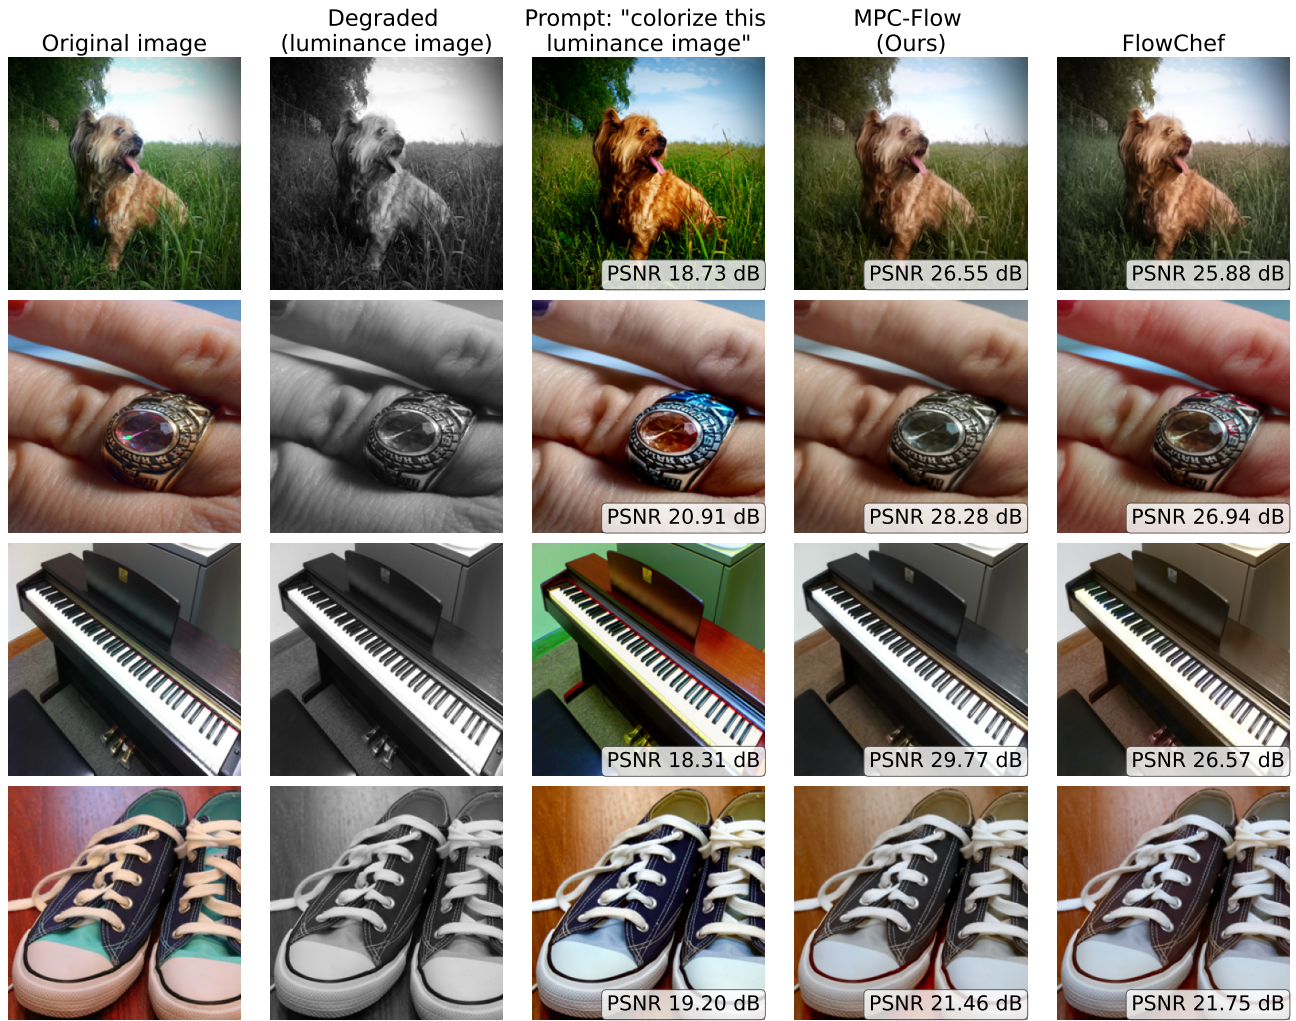 Original image
Degraded
(luminance image)
Prompt: "colorize this
luminance image"
MPC-Flow
(Ours)
FlowChef
PSNR 18.73 dB
PSNR 26.55 dB
PSNR 25.88 dB
PSNR 20.91 dB
PSNR 28.28 dB
PSNR 26.94 dB
PSNR 18.31 dB
PSNR 29.77 dB
PSNR 26.57 dB
PSNR 19.20 dB
PSNR 21.46 dB
PSNR 21.75 dB